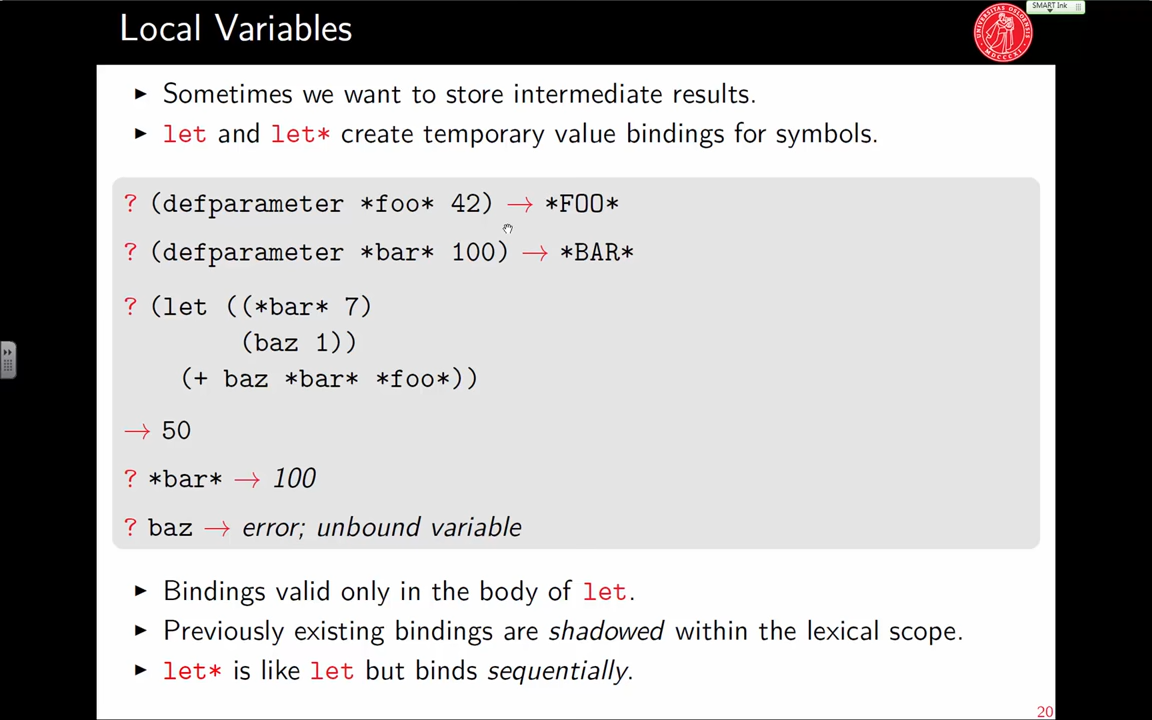 SMART Ink
Local Variables
UNIVERSITAS OSLOENSIS
MDCCCXI
► Sometimes we want to store intermediate results.
► let and let* create temporary value bindings for symbols.
? (defparameter *foo* 42) → *FOO*
? (defparameter *bar* 100) → *BAR*
? (let ((*bar* 7)
(baz 1))
(+ baz *bar* *foo*))
→ 50
? *bar* → 100
? baz → error; unbound variable
► Bindings valid only in the body of let.
► Previously existing bindings are shadowed within the lexical scope.
► let* is like let but binds sequentially.
20